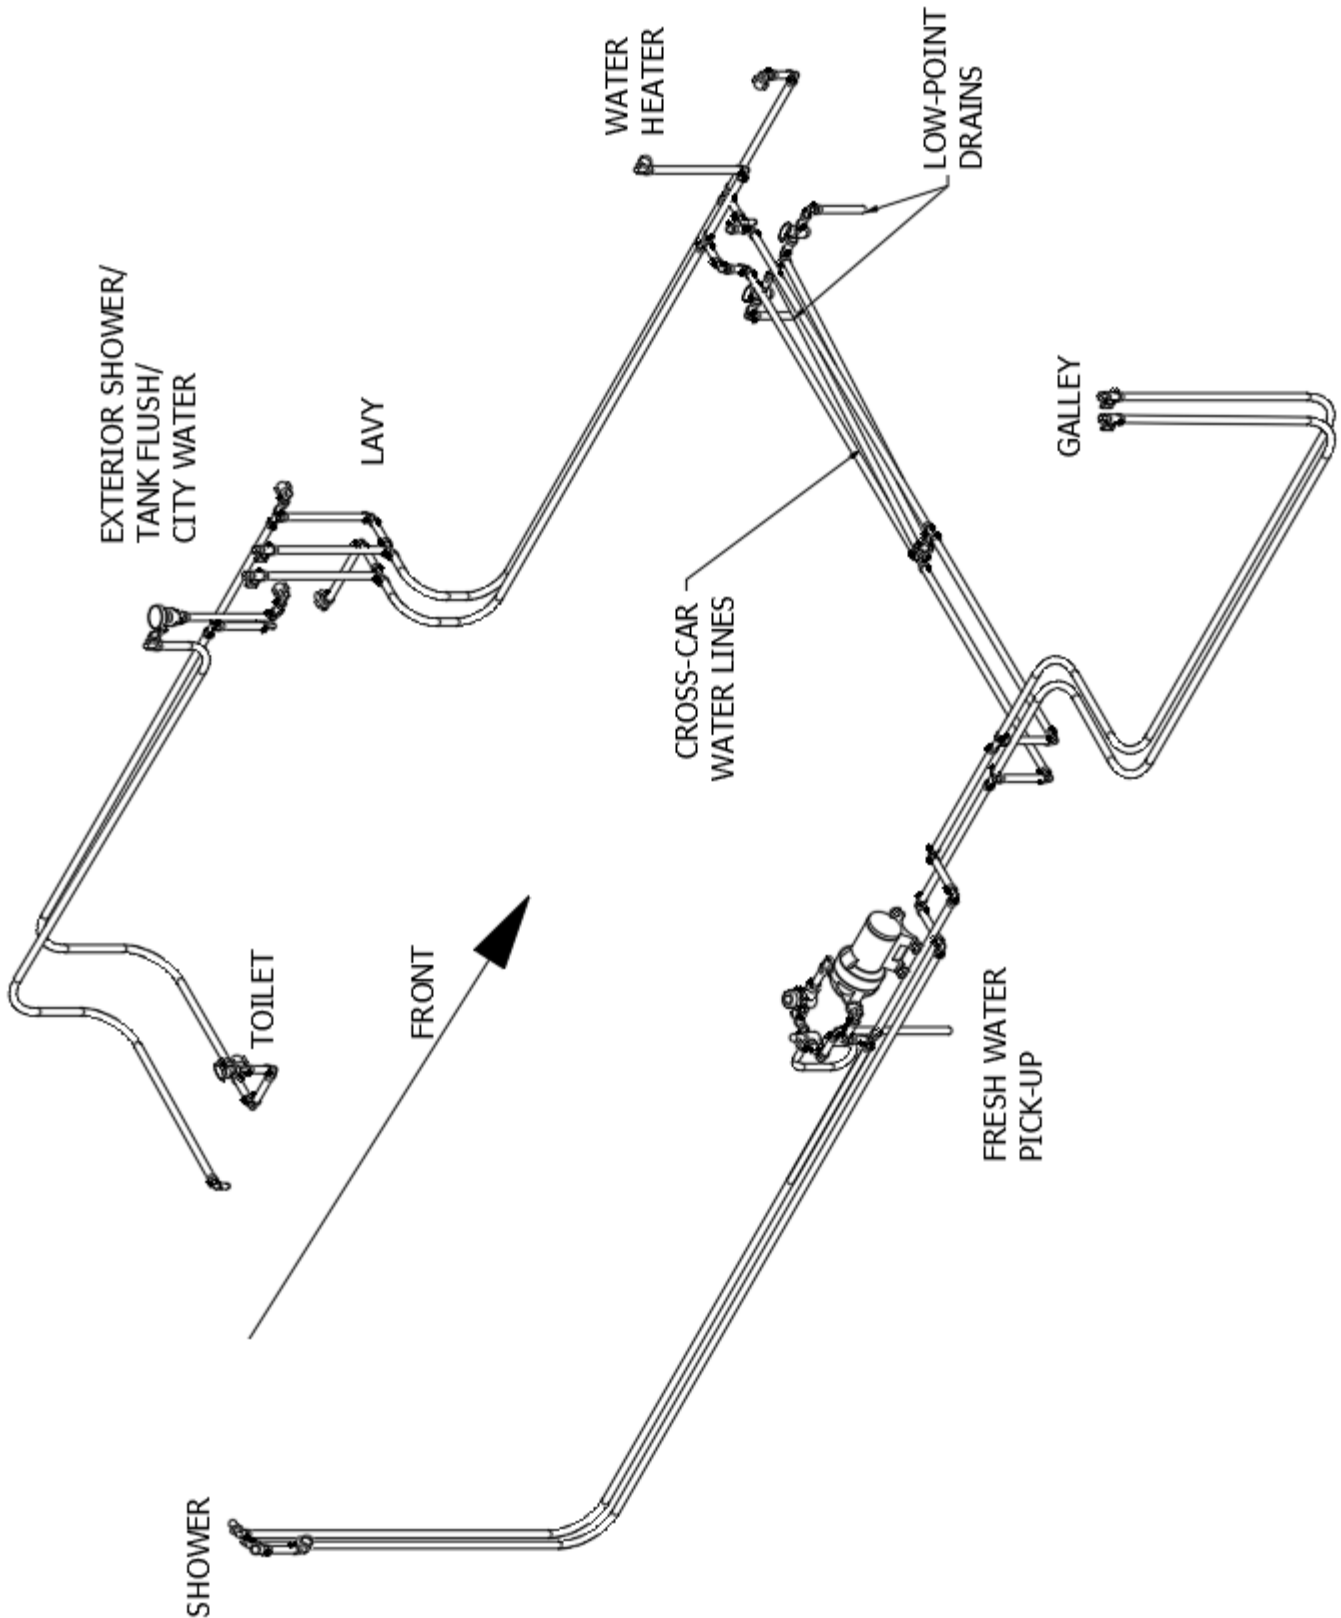 EXTERIOR SHOWER/
TANK FLUSH/
CITY WATER
LAVY
WATER
HEATER
LOW-POINT
DRAINS
GALLEY
CROSS-CAR
WATER LINES
TOILET
FRONT
FRESH WATER
PICK-UP
SHOWER